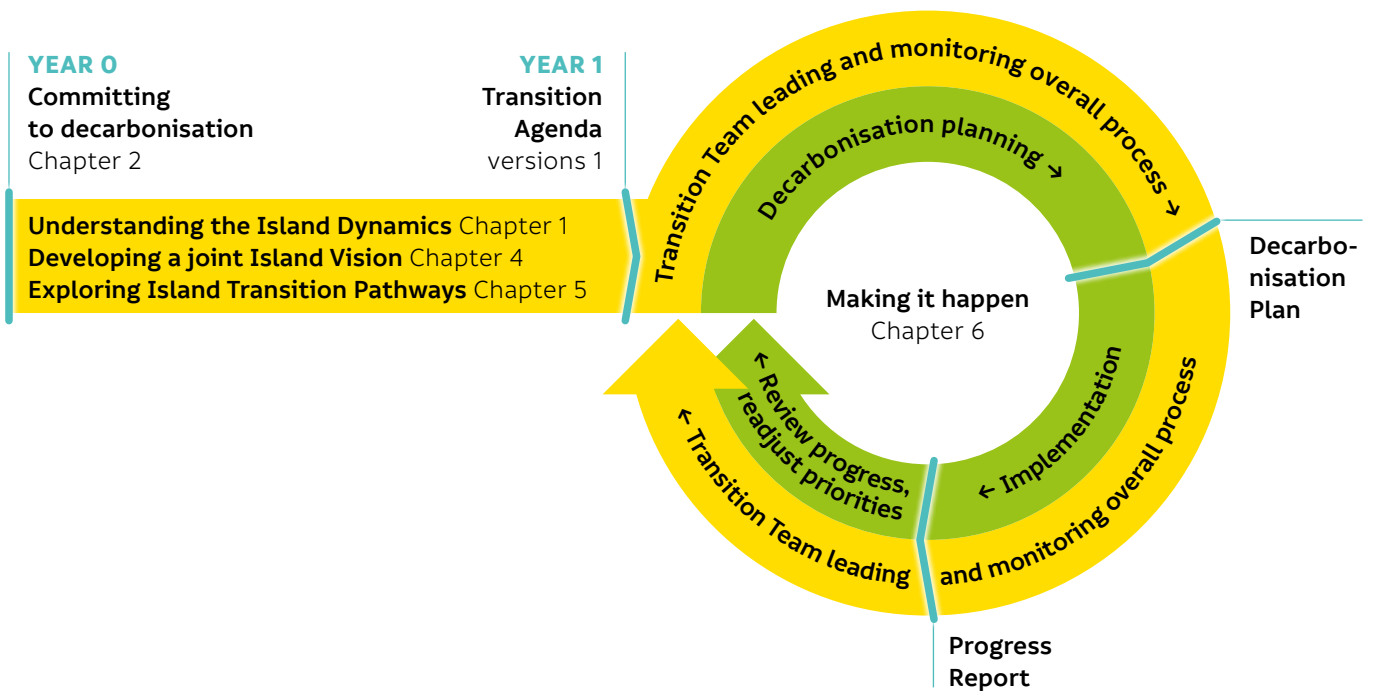 YEAR 0
Committing
to decarbonisation
Chapter 2
YEAR 1
Transition
Agenda
versions 1
Understanding the Island Dynamics Chapter 1
Developing a joint Island Vision Chapter 4
Exploring Island Transition Pathways Chapter 5
Transition Team leading and monitoring overall process →
Decarbonisation planning →
Making it happen
Chapter 6
Decarbo-
nisation
Plan
← Implementation
← Review progress,
readjust priorities
← Transition Team leading and monitoring overall process
Progress
Report